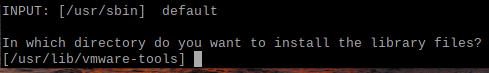 INPUT: [/usr/sbin]  default
In which directory do you want to install the library files?
[/usr/lib/vmware-tools]